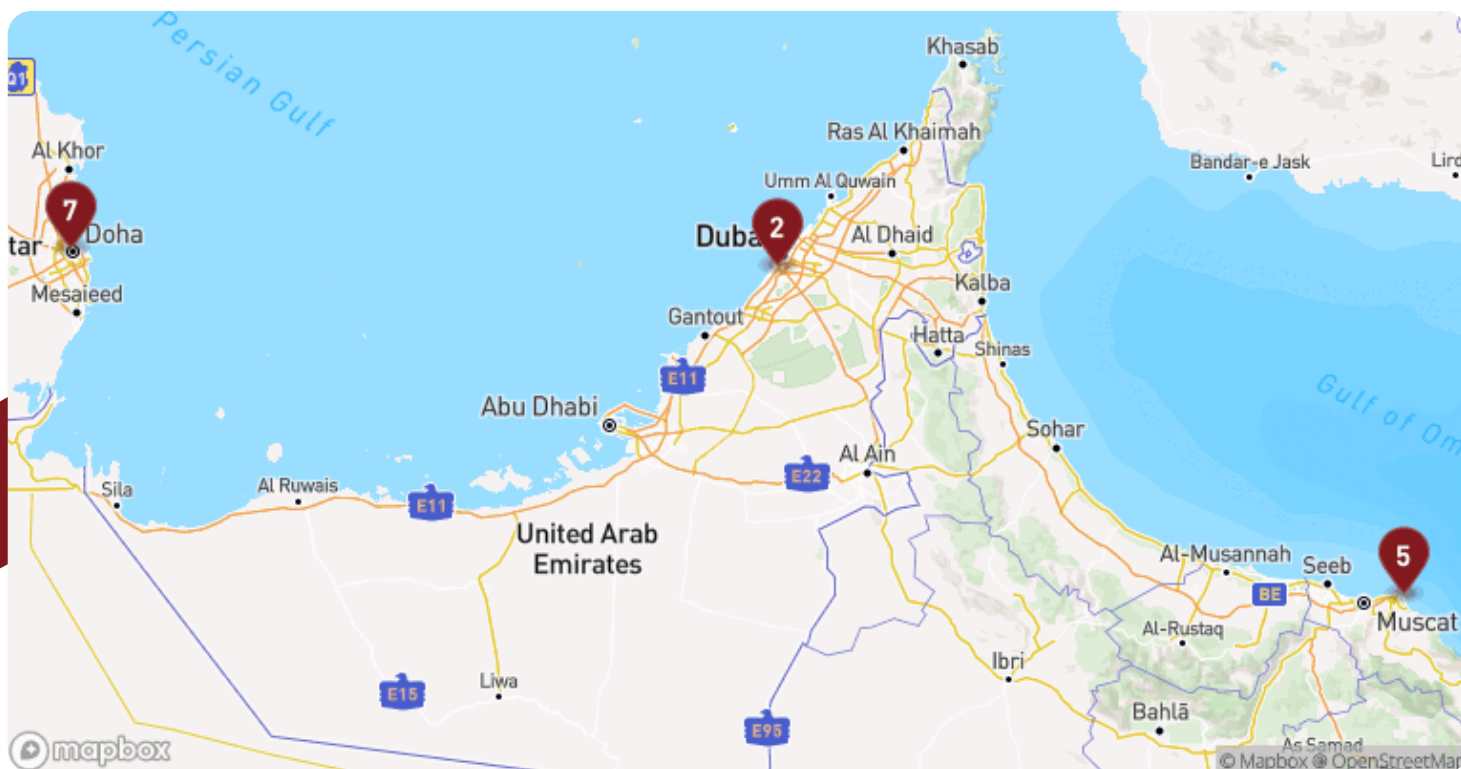 Persian Gulf
Khasab
Q1
Ras Al Khaimah
Al Khor
Bandar-e Jask
Lird
Umm Al Quwain
7
2
tar
Doha
Duba
Al Dhaid
Mesaieed
Kalba
Gantout
Hatta
Shinas
E11
Gulf of Om
Abu Dhabi
Sohar
Al Ain
E22
Sila
Al Ruwais
E11
United Arab
Emirates
Al-Musannah
Seeb
5
BE
Muscat
Al-Rustaq
Ibri
Liwa
E15
Bahlā
E95
As Samad
mapbox
© Mapbox © OpenStreetMap